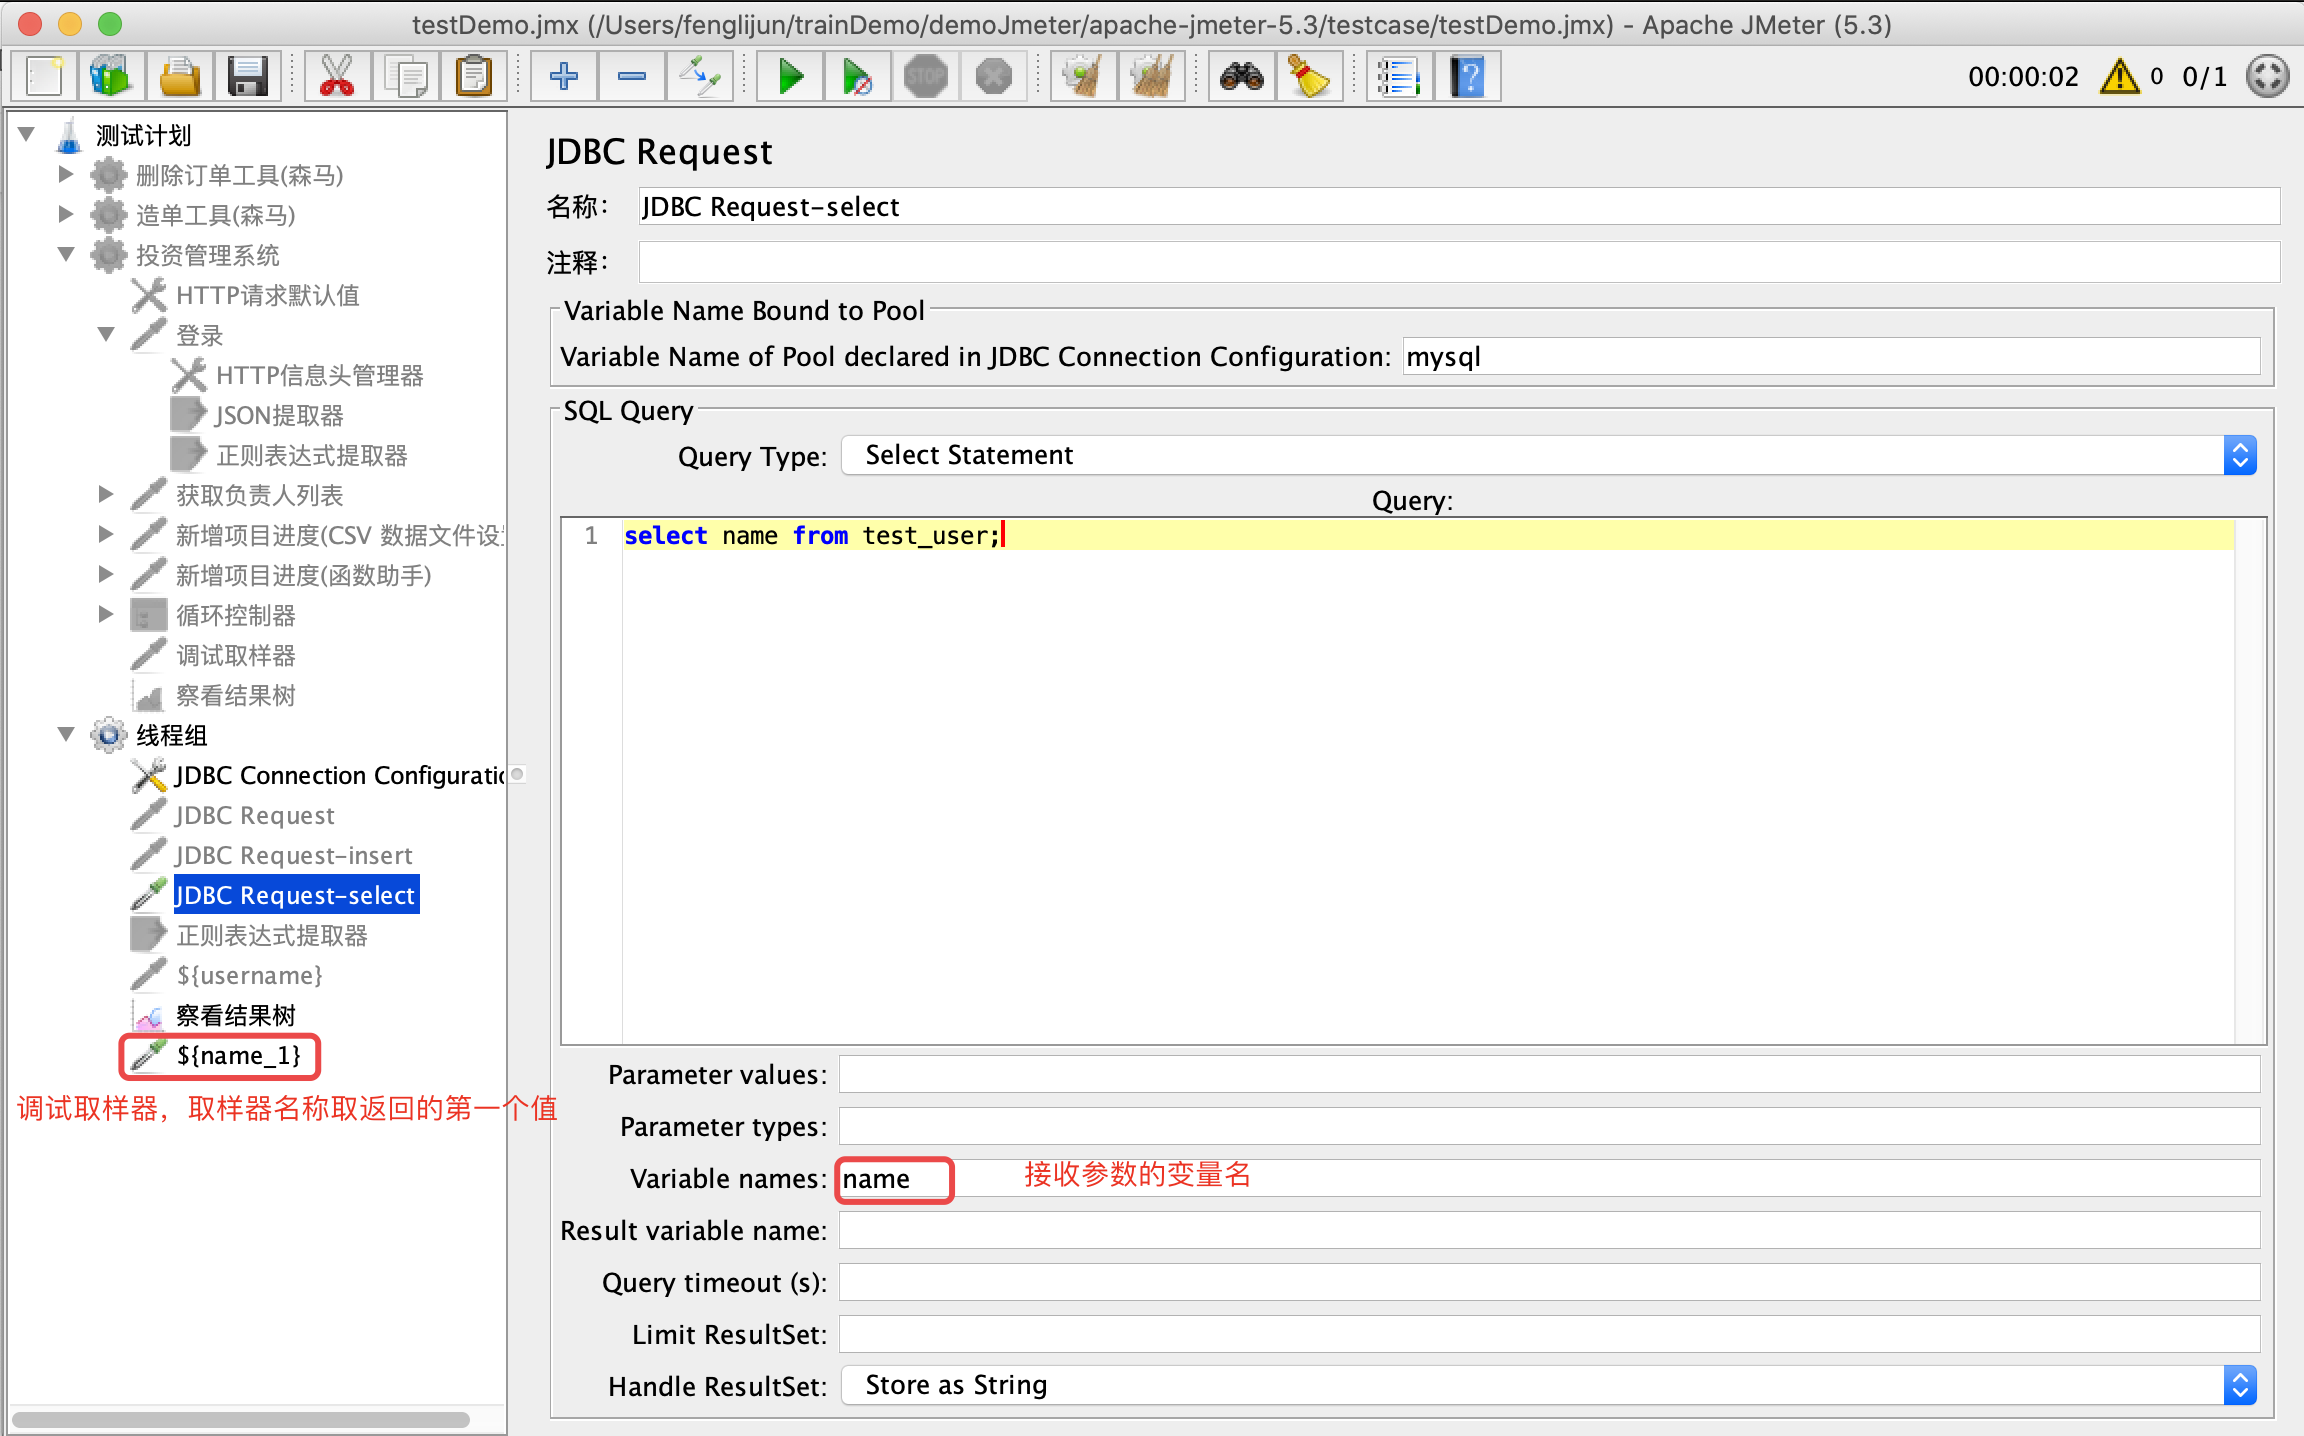 testDemo.jmx (/Users/fenglijun/trainDemo/demoJmeter/apache-jmeter-5.3/testcase/testDemo.jmx) - Apache JMeter (5.3)
STOP
00:00:02 0 0/1
测试计划
删除订单工具(森马)
造单工具(森马)
投资管理系统
HTTP请求默认值
登录
HTTP信息头管理器
JSON提取器
正则表达式提取器
获取负责人列表
新增项目进度(CSV 数据文件设
新增项目进度(函数助手)
循环控制器
调试取样器
察看结果树
线程组
JDBC Connection Configuratic
JDBC Request
JDBC Request-insert
JDBC Request-select
正则表达式提取器
${username}
察看结果树
${name_1}
调试取样器，取样器名称取返回的第一个值
JDBC Request
名称： JDBC Request-select
注释：
Variable Name Bound to Pool
Variable Name of Pool declared in JDBC Connection Configuration: mysql
SQL Query
Query Type: Select Statement
Query:
1 select name from test_user;
Parameter values:
Parameter types:
Variable names: name 接收参数的变量名
Result variable name:
Query timeout (s):
Limit ResultSet:
Handle ResultSet: Store as String